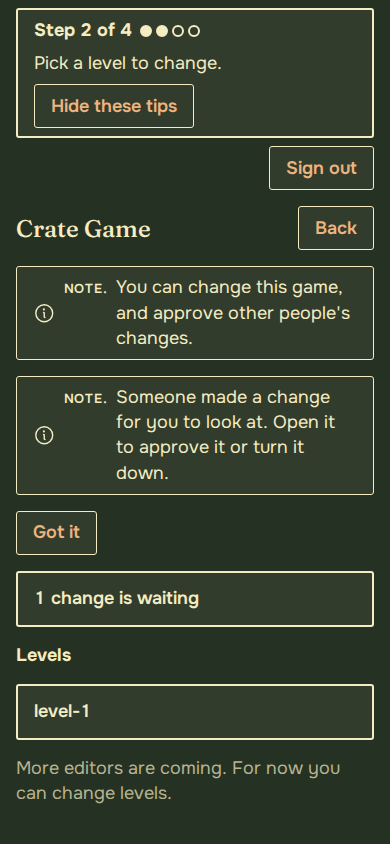 Step 2 of 4
Pick a level to change.
Hide these tips
Sign out
Crate Game
Back
NOTE. You can change this game,
and approve other people's
changes.
NOTE. Someone made a change
for you to look at. Open it
to approve it or turn it
down.
Got it
1 change is waiting
Levels
level-1
More editors are coming. For now you
can change levels.